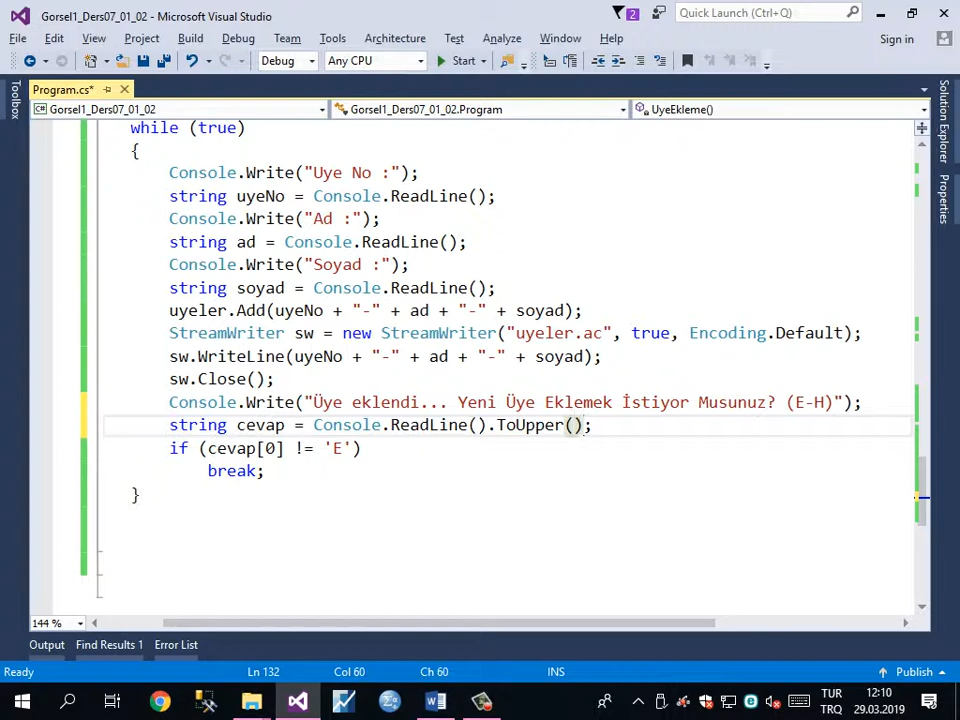 Gorsel1_Ders07_01_02 - Microsoft Visual Studio
2
Quick Launch (Ctrl+Q)
File Edit View Project Build Debug Team Tools Architecture Test Analyze Window Help
Sign in
Debug Any CPU Start
Toolbox
Program.cs*
Gorsel1_Ders07_01_02 Gorsel1_Ders07_01_02.Program UyeEkleme()
Solution Explorer
Properties
while (true)
{
Console.Write("Uye No :");
string uyeNo = Console.ReadLine();
Console.Write("Ad :");
string ad = Console.ReadLine();
Console.Write("Soyad :");
string soyad = Console.ReadLine();
uyeler.Add(uyeNo + "-" + ad + "-" + soyad);
StreamWriter sw = new StreamWriter("uyeler.ac", true, Encoding.Default);
sw.WriteLine(uyeNo + "-" + ad + "-" + soyad);
sw.Close();
Console.Write("Üye eklendi... Yeni Üye Eklemek İstiyor Musunuz? (E-H)");
string cevap = Console.ReadLine().ToUpper();
if (cevap[0] != 'E')
break;
}
144 %
Output Find Results 1 Error List
Ready Ln 132 Col 60 Ch 60 INS Publish
TUR 12:10
TRQ 29.03.2019